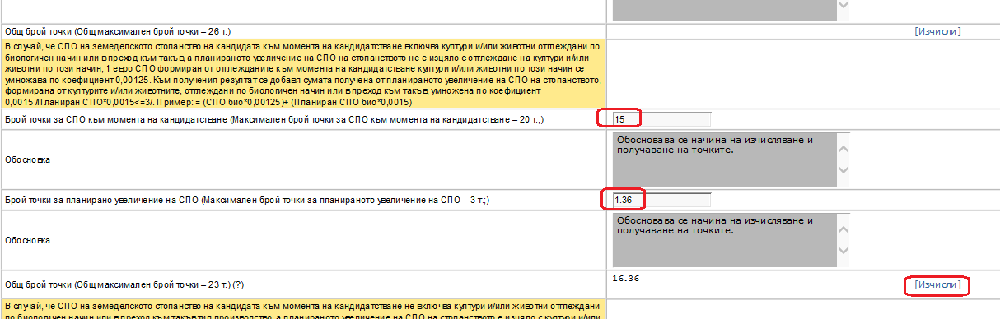 Общ брой точки (Общ максимален брой точки – 26 т.)
[Изчисли]
В случай, че СПО на земеделското стопанство на кандидата към момента на кандидатстване включва култури и/или животни отглеждани по
биологичен начин или в преход към такъв, а планираното увеличение на СПО на стопанството не е изцяло с отглеждане на култури и/или
животни по този начин, 1 евро СПО формиран от отглежданите към момента на кандидатстване култури и/или животни по този начин се
умножава по коефициент 0,00125. Към получения резултат се добавя сумата получена от планираното увеличение на СПО на стопанството,
формирана от културите и/или животните, отглеждани по биологичен начин или в преход към такъв, умножена по коефициент
0,0015 /Планиран СПО*0,0015<=3/. Пример: = (СПО био*0,00125)+ (Планиран СПО био*0,0015)
Брой точки за СПО към момента на кандидатстване (Максимален брой точки за СПО към момента на кандидатстване – 20 т.;)
15
Обосновка
Обосновава се начина на изчисляване и
получаване на точките.
Брой точки за планирано увеличение на СПО (Максимален брой точки за планираното увеличение на СПО – 3 т.;)
1.36
Обосновка
Обосновава се начина на изчисляване и
получаване на точките.
Общ брой точки (Общ максимален брой точки – 23 т.) (?)
16.36
[Изчисли]
В случай, че СПО на земеделското стопанство на кандидата към момента на кандидатстване не включва култури и/или животни отглеждани
по биологичен начин или в преход към такъв тип производство, а планираното увеличение на СПО на стопанството е изцяло с култури и/или